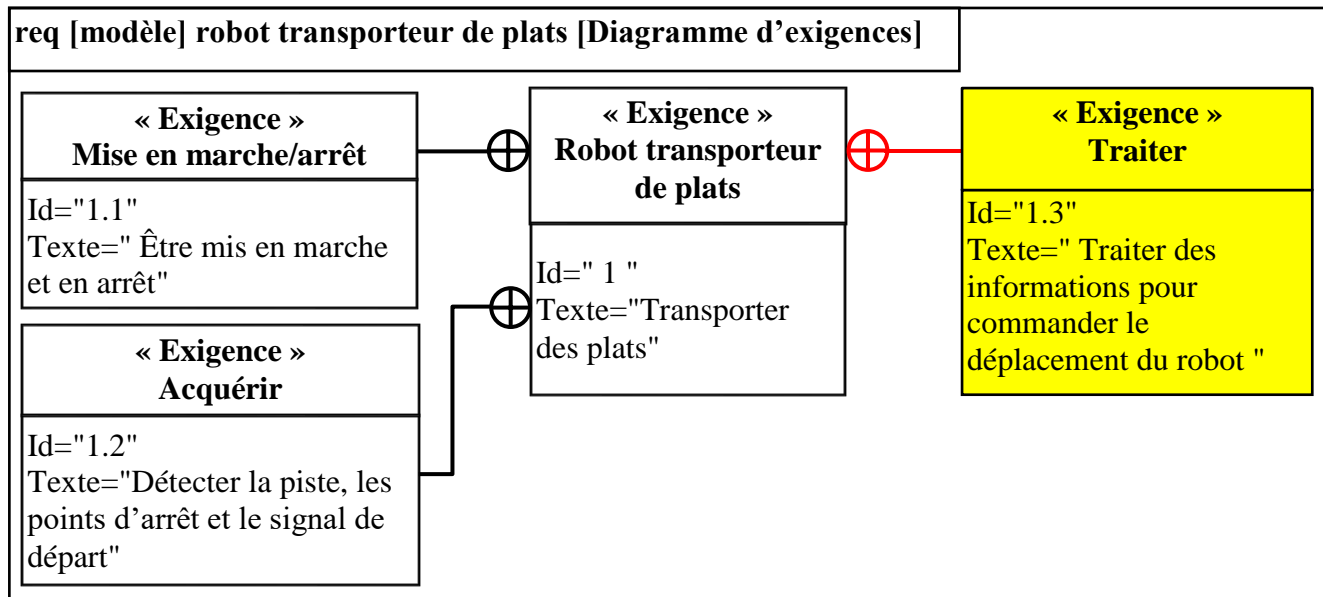 req [modèle] robot transporteur de plats [Diagramme d’exigences]
« Exigence »
Mise en marche/arrêt
Id="1.1"
Texte=" Être mis en marche
et en arrêt"
« Exigence »
Acquérir
Id="1.2"
Texte="Détecter la piste, les
points d’arrêt et le signal de
départ"
« Exigence »
Robot transporteur
de plats
Id=" 1 "
Texte="Transporter
des plats"
« Exigence »
Traiter
Id="1.3"
Texte=" Traiter des
informations pour
commander le
déplacement du robot "